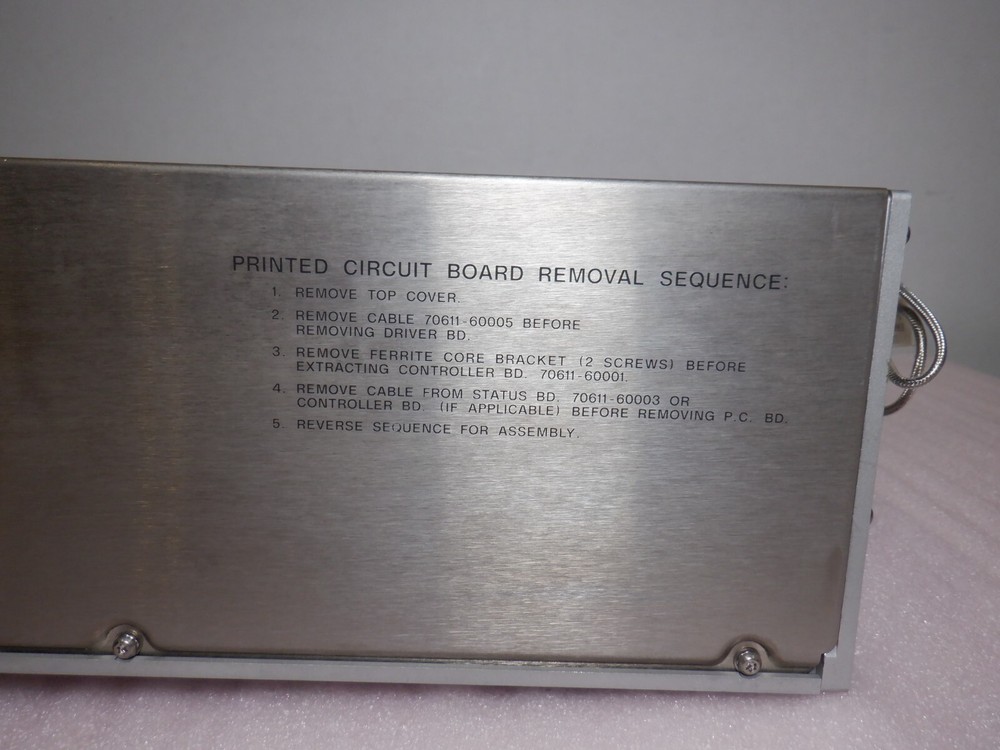 PRINTED CIRCUIT BOARD REMOVAL SEQUENCE:
1. REMOVE TOP COVER.
2. REMOVE CABLE 70611-60005 BEFORE
REMOVING DRIVER BD.
3. REMOVE FERRITE CORE BRACKET (2 SCREWS) BEFORE
EXTRACTING CONTROLLER BD. 70611-60001.
4. REMOVE CABLE FROM STATUS BD. 70611-60003 OR
CONTROLLER BD. (IF APPLICABLE) BEFORE REMOVING P.C. BD.
5. REVERSE SEQUENCE FOR ASSEMBLY.